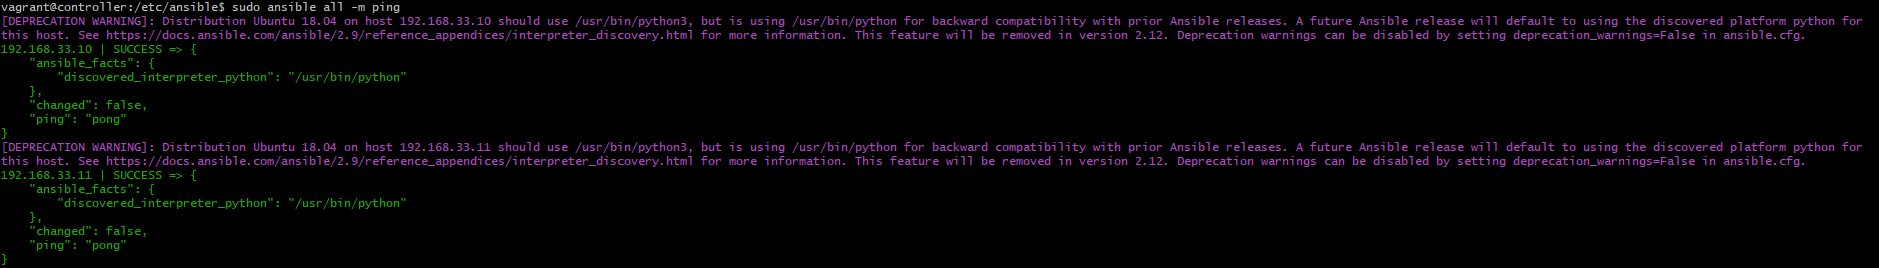 vagrant@controller:/etc/ansible$ sudo ansible all -m ping
[DEPRECATION WARNING]: Distribution Ubuntu 18.04 on host 192.168.33.10 should use /usr/bin/python3, but is using /usr/bin/python for backward compatibility with prior Ansible releases. A future Ansible release will default to using the discovered platform python for
this host. See https://docs.ansible.com/ansible/2.9/reference_appendices/interpreter_discovery.html for more information. This feature will be removed in version 2.12. Deprecation warnings can be disabled by setting deprecation_warnings=False in ansible.cfg.
192.168.33.10 | SUCCESS => {
    "ansible_facts": {
        "discovered_interpreter_python": "/usr/bin/python"
    },
    "changed": false,
    "ping": "pong"
}
[DEPRECATION WARNING]: Distribution Ubuntu 18.04 on host 192.168.33.11 should use /usr/bin/python3, but is using /usr/bin/python for backward compatibility with prior Ansible releases. A future Ansible release will default to using the discovered platform python for
this host. See https://docs.ansible.com/ansible/2.9/reference_appendices/interpreter_discovery.html for more information. This feature will be removed in version 2.12. Deprecation warnings can be disabled by setting deprecation_warnings=False in ansible.cfg.
192.168.33.11 | SUCCESS => {
    "ansible_facts": {
        "discovered_interpreter_python": "/usr/bin/python"
    },
    "changed": false,
    "ping": "pong"
}